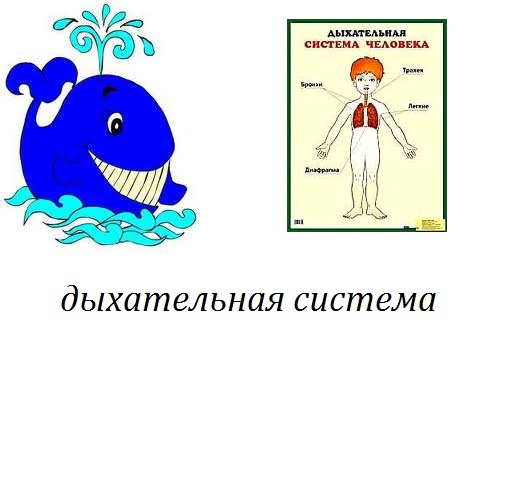 ДЫХАТЕЛЬНАЯ
СИСТЕМА ЧЕЛОВЕКА
Трахея
Бронхи
Легкие
Диафрагма
дыхательная система